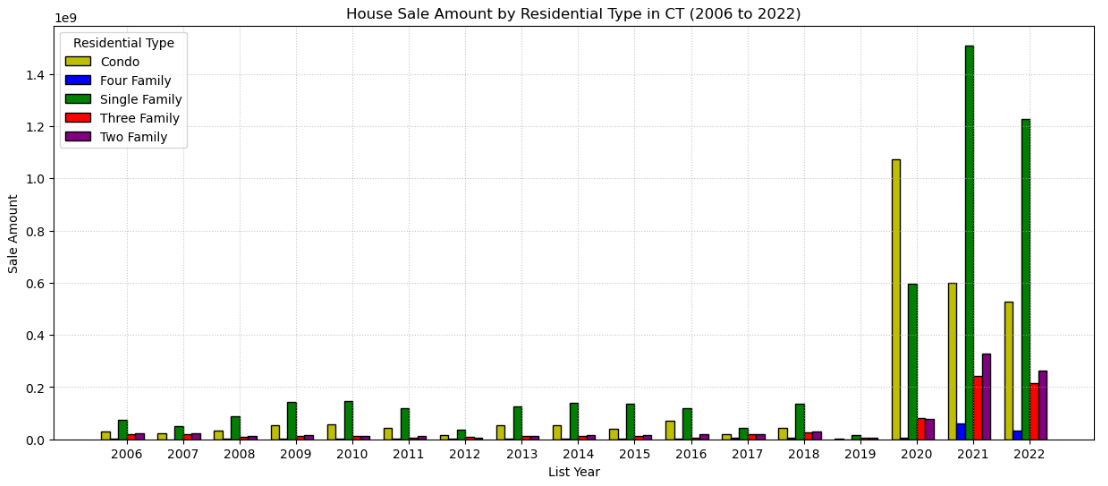 House Sale Amount by Residential Type in CT (2006 to 2022)
1e9
Residential Type
Condo
Four Family
Single Family
Three Family
Two Family
Sale Amount
1.4
1.2
1.0
0.8
0.6
0.4
0.2
0.0
2006 2007 2008 2009 2010 2011 2012 2013 2014 2015 2016 2017 2018 2019 2020 2021 2022
List Year